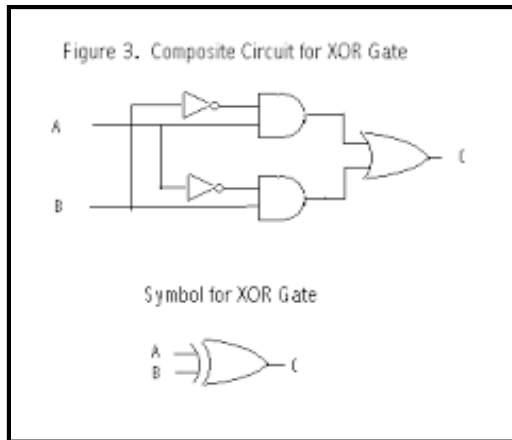 Figure 3. Composite Circuit for XOR Gate
A
C
B
Symbol for XOR Gate
A
B
C